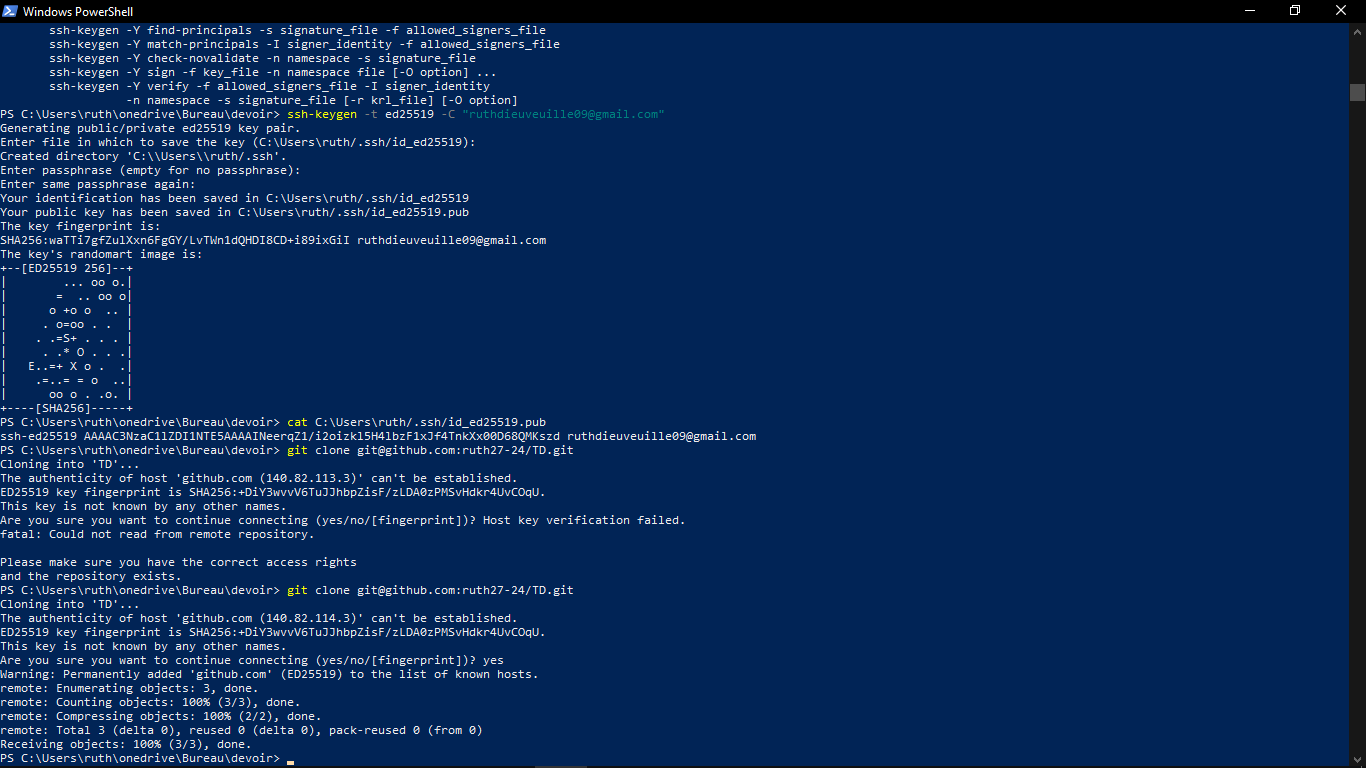 Windows PowerShell
ssh-keygen -Y find-principals -s signature_file -f allowed_signers_file
ssh-keygen -Y match-principals -I signer_identity -f allowed_signers_file
ssh-keygen -Y check-novalidate -n namespace -s signature_file
ssh-keygen -Y sign -f key_file -n namespace file [-O option] ...
ssh-keygen -Y verify -f allowed_signers_file -I signer_identity
-n namespace -s signature_file [-r krl_file] [-O option]
PS C:\Users\ruth\onedrive\Bureau\devoir> ssh-keygen -t ed25519 -C "ruthdieuveuille09@gmail.com"
Generating public/private ed25519 key pair.
Enter file in which to save the key (C:\Users\ruth/.ssh/id_ed25519):
Created directory 'C:\\Users\\ruth/.ssh'.
Enter passphrase (empty for no passphrase):
Enter same passphrase again:
Your identification has been saved in C:\Users\ruth/.ssh/id_ed25519
Your public key has been saved in C:\Users\ruth/.ssh/id_ed25519.pub
The key fingerprint is:
SHA256:waTTi7gfZulXxn6FgGY/LvTWn1dQHDI8CD+i89ixGiI ruthdieuveuille09@gmail.com
The key's randomart image is:
+--[ED25519 256]--+
|        ... oo o.|
|       =  .. oo o|
|      o +o o  .. |
|     . o=oo . .  |
|    . .=S+ . . . |
|     . .* O . . .|
|   E..=+ X o .  .|
|    .=..= = o  ..|
|      oo o . .o. |
+----[SHA256]-----+
PS C:\Users\ruth\onedrive\Bureau\devoir> cat C:\Users\ruth/.ssh/id_ed25519.pub
ssh-ed25519 AAAAC3NzaC1lZDI1NTE5AAAAINeerqZ1/i2oizkl5H4lbzF1xJf4TnkXx00D68QMKszd ruthdieuveuille09@gmail.com
PS C:\Users\ruth\onedrive\Bureau\devoir> git clone git@github.com:ruth27-24/TD.git
Cloning into 'TD'...
The authenticity of host 'github.com (140.82.113.3)' can't be established.
ED25519 key fingerprint is SHA256:+DiY3wvvV6TuJJhbpZisF/zLDA0zPMSvHdkr4UvCOqU.
This key is not known by any other names.
Are you sure you want to continue connecting (yes/no/[fingerprint])? Host key verification failed.
fatal: Could not read from remote repository.
Please make sure you have the correct access rights
and the repository exists.
PS C:\Users\ruth\onedrive\Bureau\devoir> git clone git@github.com:ruth27-24/TD.git
Cloning into 'TD'...
The authenticity of host 'github.com (140.82.114.3)' can't be established.
ED25519 key fingerprint is SHA256:+DiY3wvvV6TuJJhbpZisF/zLDA0zPMSvHdkr4UvCOqU.
This key is not known by any other names.
Are you sure you want to continue connecting (yes/no/[fingerprint])? yes
Warning: Permanently added 'github.com' (ED25519) to the list of known hosts.
remote: Enumerating objects: 3, done.
remote: Counting objects: 100% (3/3), done.
remote: Compressing objects: 100% (2/2), done.
remote: Total 3 (delta 0), reused 0 (delta 0), pack-reused 0 (from 0)
Receiving objects: 100% (3/3), done.
PS C:\Users\ruth\onedrive\Bureau\devoir>